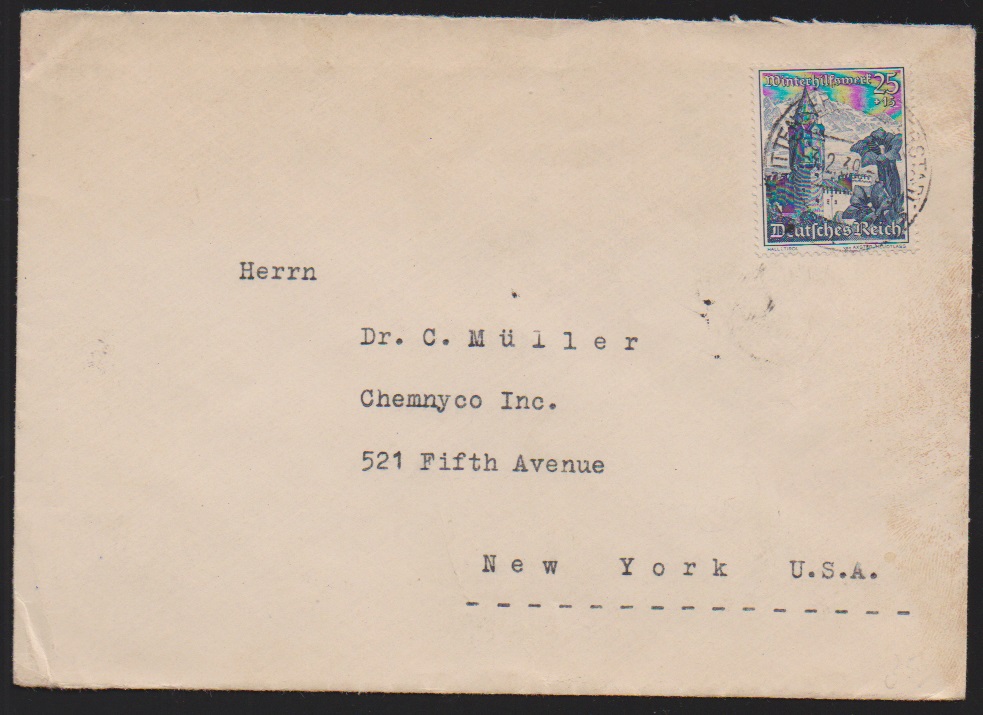 Winterhilfswerk 25
+ 15
Deutsches Reich
Herrn
Dr. C. Müller
Chemnyco Inc.
521 Fifth Avenue
New York U.S.A.